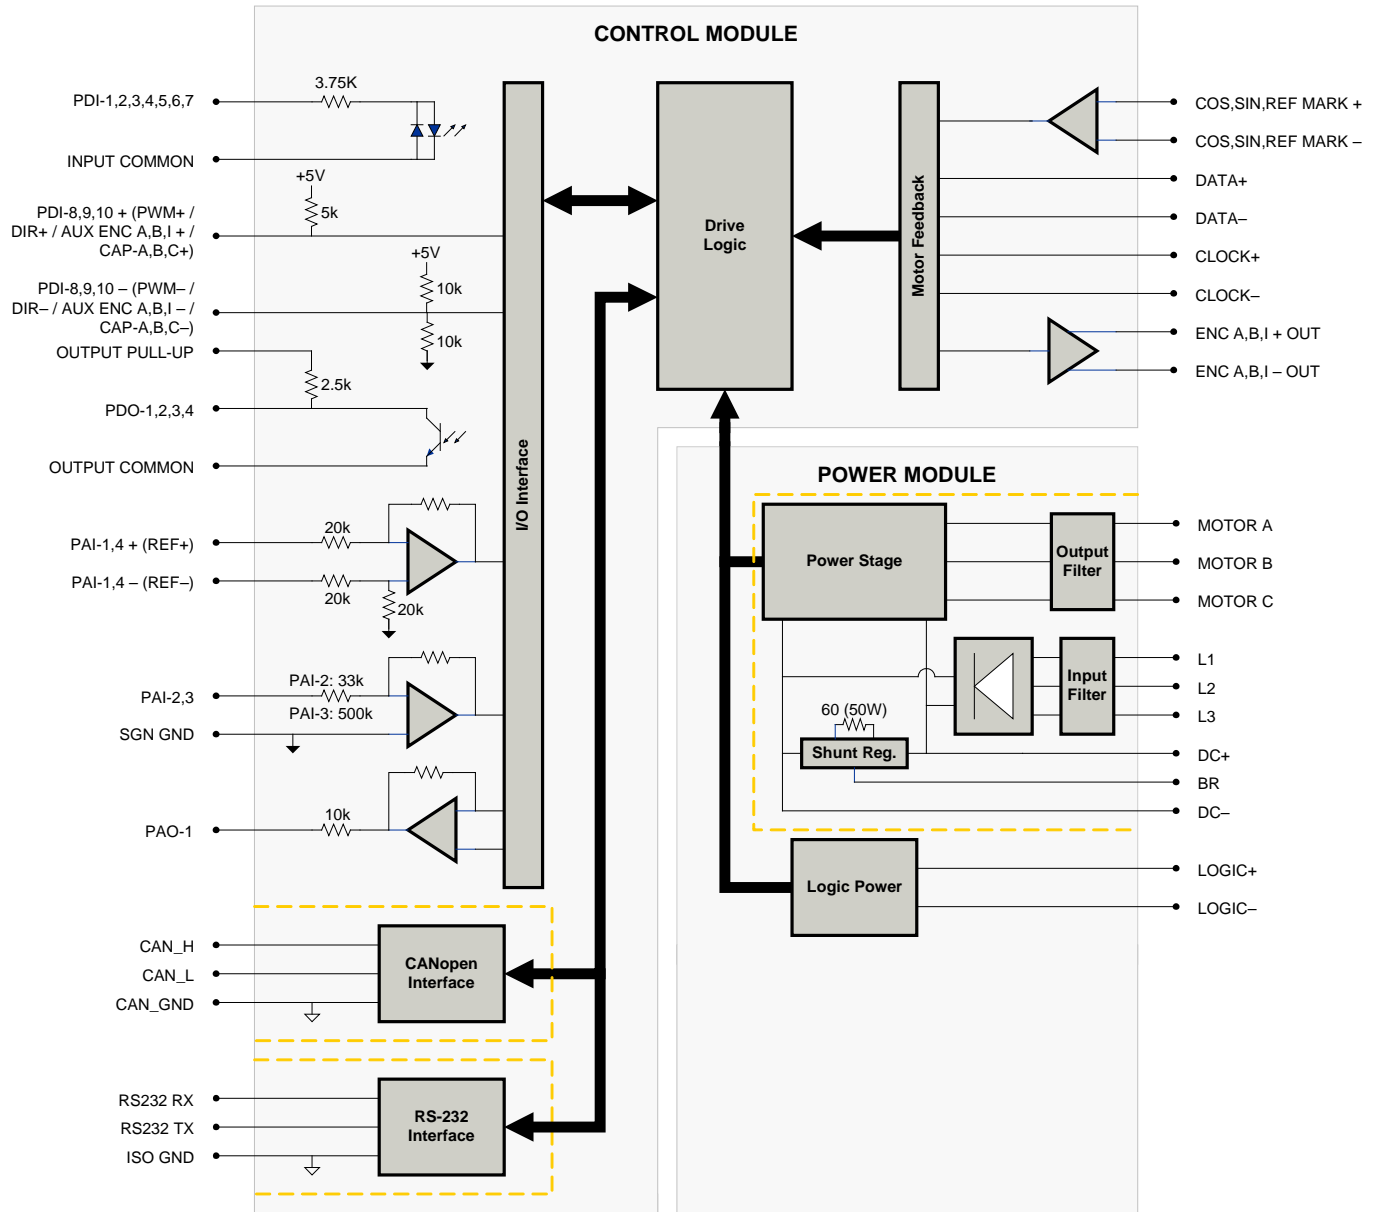 CONTROL MODULE
PDI-1,2,3,4,5,6,7
3.75K
INPUT COMMON
+5V
5k
PDI-8,9,10 + (PWM+ /
DIR+ / AUX ENC A,B,I + /
CAP-A,B,C+)
+5V
10k
PDI-8,9,10 – (PWM– /
DIR– / AUX ENC A,B,I – /
CAP-A,B,C–)
10k
OUTPUT PULL-UP
2.5k
PDO-1,2,3,4
OUTPUT COMMON
PAI-1,4 + (REF+)
20k
PAI-1,4 – (REF–)
20k
20k
PAI-2,3
PAI-2: 33k
PAI-3: 500k
SGN GND
PAO-1
10k
I/O Interface
CAN_H
CAN_L
CAN_GND
CANopen
Interface
RS232 RX
RS232 TX
ISO GND
RS-232
Interface
Drive
Logic
Motor Feedback
COS,SIN,REF MARK +
COS,SIN,REF MARK –
DATA+
DATA–
CLOCK+
CLOCK–
ENC A,B,I + OUT
ENC A,B,I – OUT
POWER MODULE
Power Stage
Output
Filter
MOTOR A
MOTOR B
MOTOR C
Input
Filter
L1
L2
L3
60 (50W)
Shunt Reg.
DC+
BR
DC–
Logic Power
LOGIC+
LOGIC–